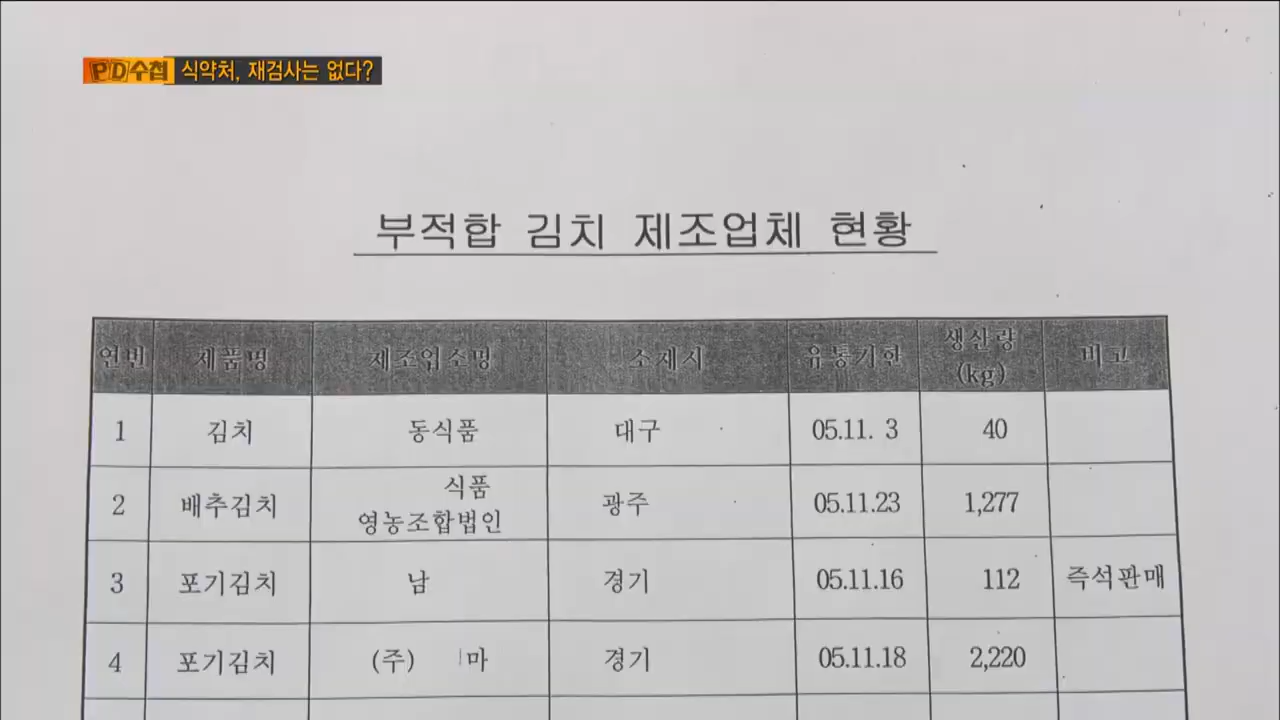 PD수첩 식약처, 재검사는 없다?
부적합 김치 제조업체 현황
연번 제품명 제조업소명 소재시 유통기한 생산량(kg) 비고
1 김치 동식품 대구 05.11. 3 40
2 배추김치 식품 영농조합법인 광주 05.11.23 1,277
3 포기김치 남 경기 05.11.16 112 즉석판매
4 포기김치 (주) 마 경기 05.11.18 2,220